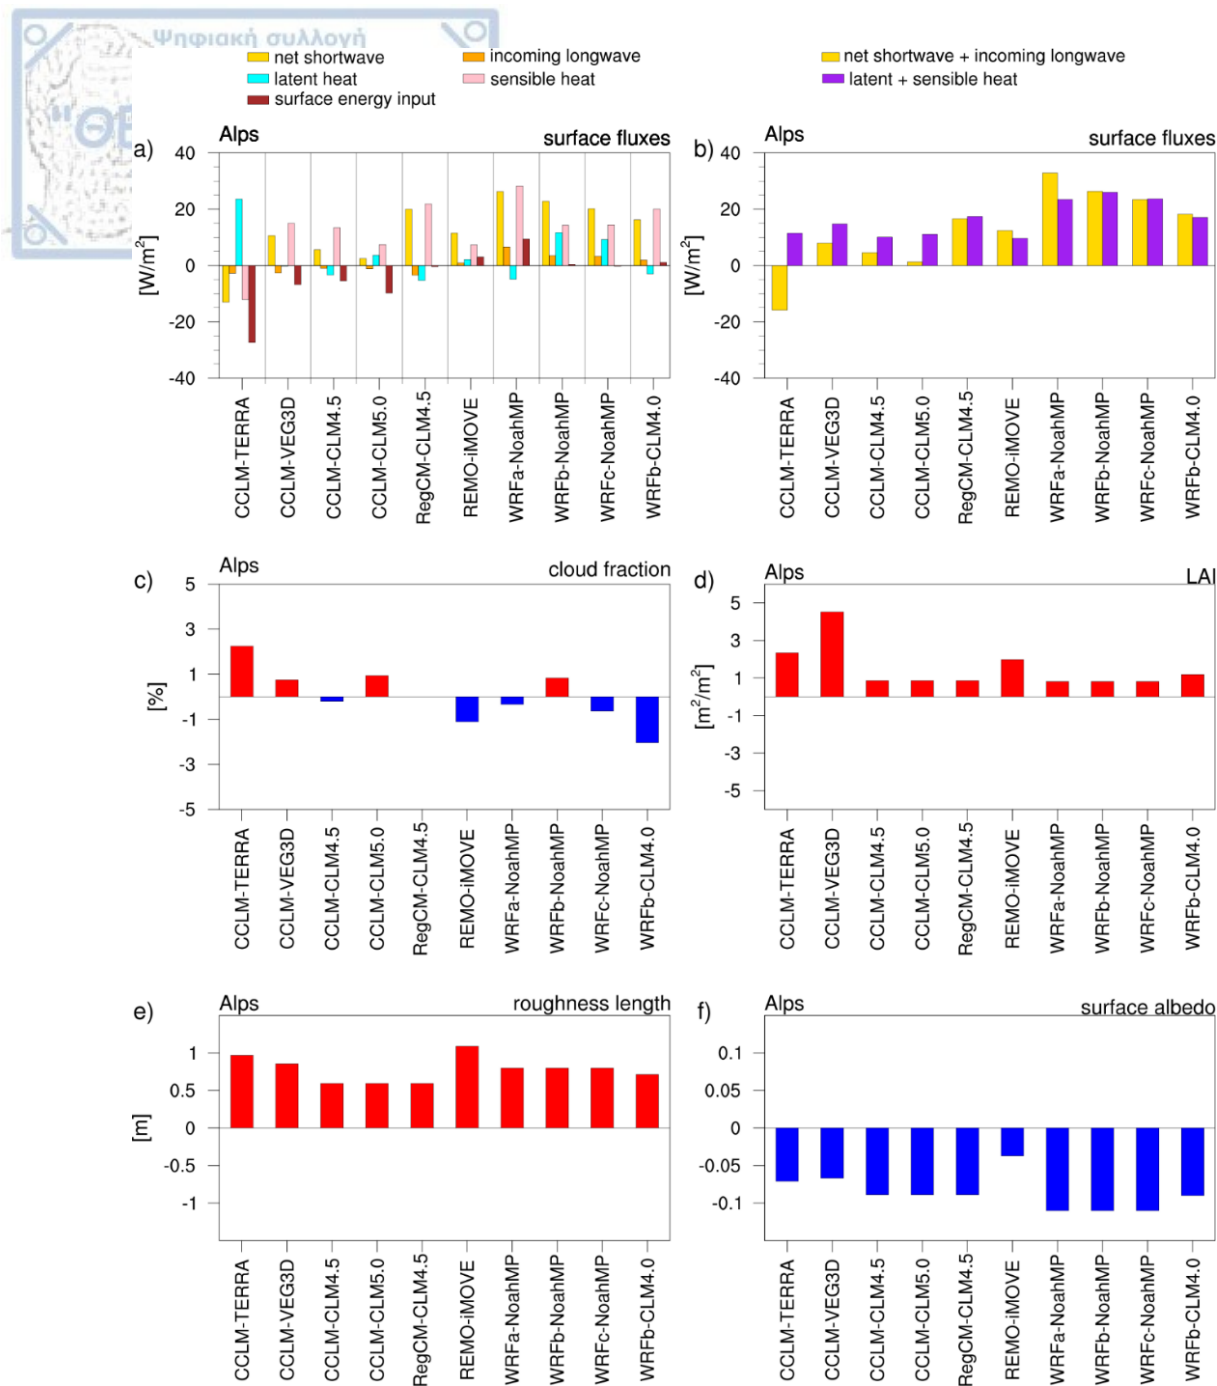 Ψηφιακή συλλογή
"ΘΕ
net shortwave
incoming longwave
net shortwave + incoming longwave
latent heat
sensible heat
latent + sensible heat
surface energy input
a)
Alps
surface fluxes
40
20
0
-20
-40
[W/m²]
CCLM-TERRA
CCLM-VEG3D
CCLM-CLM4.5
CCLM-CLM5.0
RegCM-CLM4.5
REMO-iMOVE
WRFa-NoahMP
WRFb-NoahMP
WRFc-NoahMP
WRFb-CLM4.0
b)
Alps
surface fluxes
40
20
0
-20
-40
[W/m²]
CCLM-TERRA
CCLM-VEG3D
CCLM-CLM4.5
CCLM-CLM5.0
RegCM-CLM4.5
REMO-iMOVE
WRFa-NoahMP
WRFb-NoahMP
WRFc-NoahMP
WRFb-CLM4.0
c)
Alps
cloud fraction
5
3
1
-1
-3
-5
[%]
CCLM-TERRA
CCLM-VEG3D
CCLM-CLM4.5
CCLM-CLM5.0
RegCM-CLM4.5
REMO-iMOVE
WRFa-NoahMP
WRFb-NoahMP
WRFc-NoahMP
WRFb-CLM4.0
d)
Alps
LAI
5
3
1
-1
-3
-5
[m²/m²]
CCLM-TERRA
CCLM-VEG3D
CCLM-CLM4.5
CCLM-CLM5.0
RegCM-CLM4.5
REMO-iMOVE
WRFa-NoahMP
WRFb-NoahMP
WRFc-NoahMP
WRFb-CLM4.0
e)
Alps
roughness length
1
0.5
0
-0.5
-1
[m]
CCLM-TERRA
CCLM-VEG3D
CCLM-CLM4.5
CCLM-CLM5.0
RegCM-CLM4.5
REMO-iMOVE
WRFa-NoahMP
WRFb-NoahMP
WRFc-NoahMP
WRFb-CLM4.0
f)
Alps
surface albedo
0.1
0.05
0
-0.05
-0.1
CCLM-TERRA
CCLM-VEG3D
CCLM-CLM4.5
CCLM-CLM5.0
RegCM-CLM4.5
REMO-iMOVE
WRFa-NoahMP
WRFb-NoahMP
WRFc-NoahMP
WRFb-CLM4.0